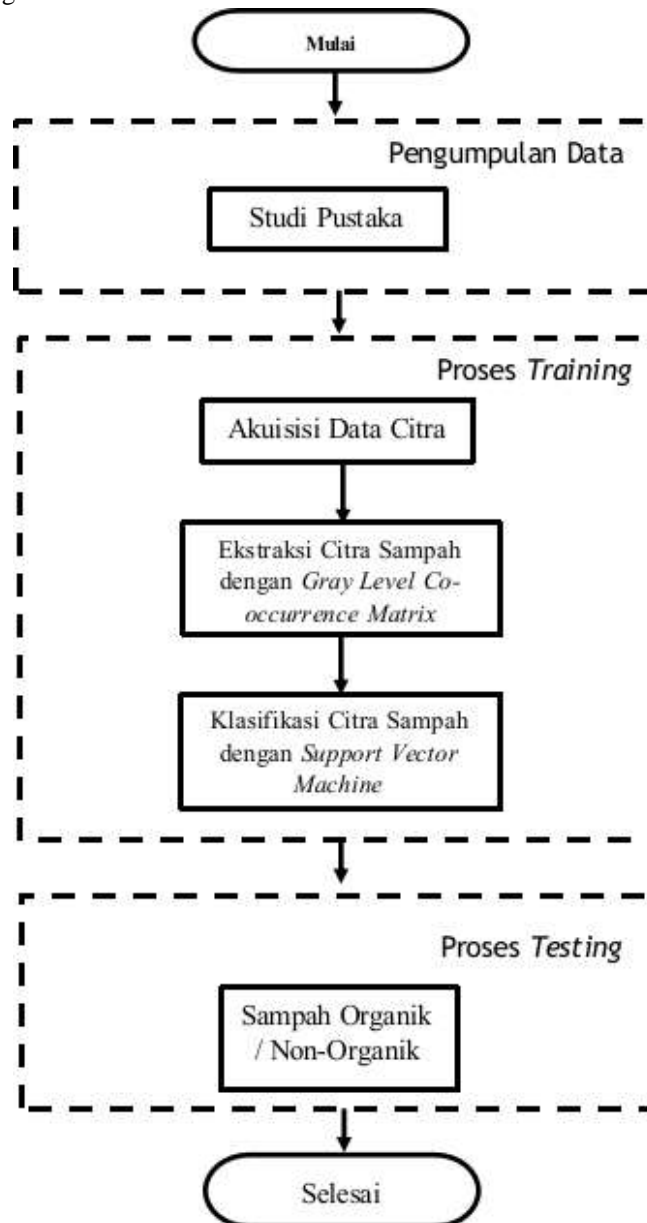 g
Mulai
Pengumpulan Data
Studi Pustaka
Proses Training
Akuisisi Data Citra
Ekstraksi Citra Sampah
dengan Gray Level Co-
occurrence Matrix
Klasifikasi Citra Sampah
dengan Support Vector
Machine
Proses Testing
Sampah Organik
/ Non-Organik
Selesai